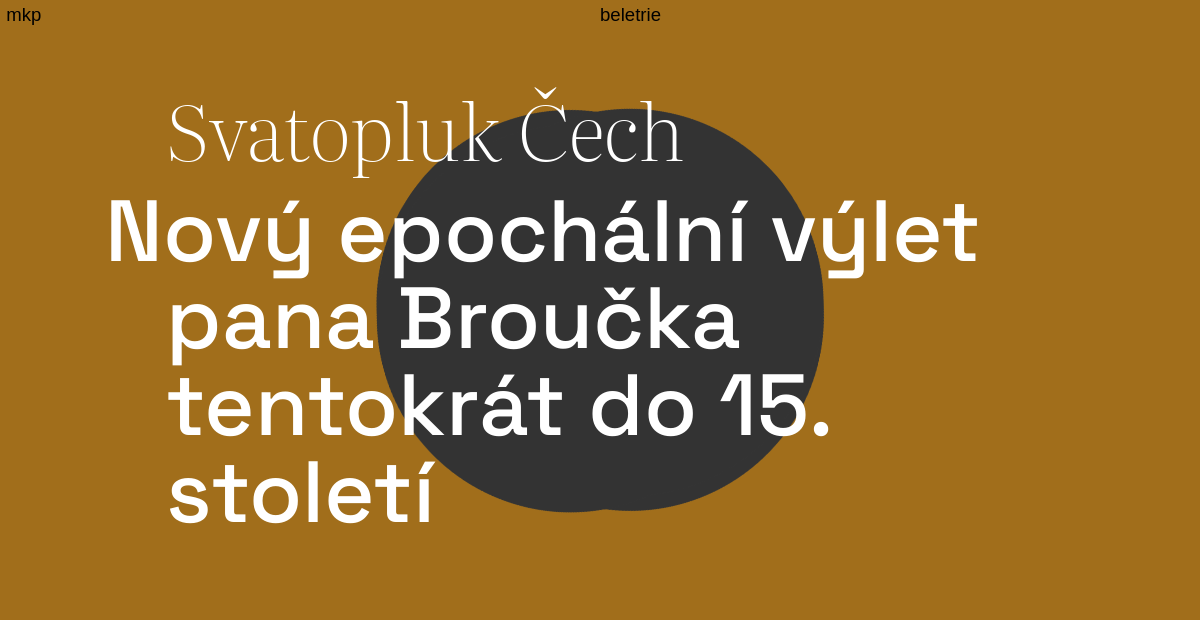 mkp
beletrie
Svatopluk Čech
Nový epochální výlet
pana Broučka
tentokrát do 15.
století